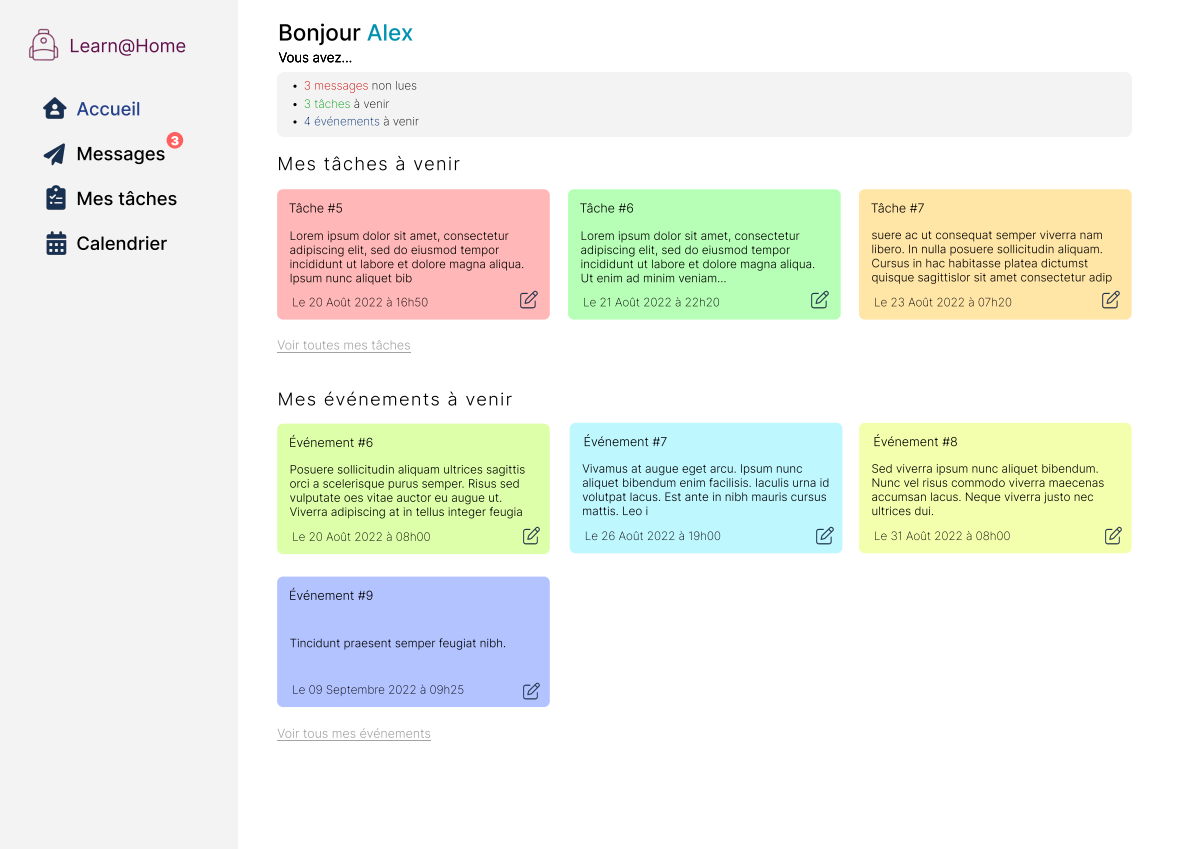 Learn@Home
Accueil
Messages
3
Mes tâches
Calendrier
Bonjour Alex
Vous avez...
• 3 messages non lues
• 3 tâches à venir
• 4 événements à venir
Mes tâches à venir
Tâche #5
Lorem ipsum dolor sit amet, consectetur
adipiscing elit, sed do eiusmod tempor
incididunt ut labore et dolore magna aliqua.
Ipsum nunc aliquet bib
Le 20 Août 2022 à 16h50
Tâche #6
Lorem ipsum dolor sit amet, consectetur
adipiscing elit, sed do eiusmod tempor
incididunt ut labore et dolore magna aliqua.
Ut enim ad minim veniam...
Le 21 Août 2022 à 22h20
Tâche #7
suere ac ut consequat semper viverra nam
libero. In nulla posuere sollicitudin aliquam.
Cursus in hac habitasse platea dictumst
quisque sagittislor sit amet consectetur adip
Le 23 Août 2022 à 07h20
Voir toutes mes tâches
Mes événements à venir
Événement #6
Posuere sollicitudin aliquam ultrices sagittis
orci a scelerisque purus semper. Risus sed
vulputate oes vitae auctor eu augue ut.
Viverra adipiscing at in tellus integer feugia
Le 20 Août 2022 à 08h00
Événement #7
Vivamus at augue eget arcu. Ipsum nunc
aliquet bibendum enim facilisis. Iaculis urna id
volutpat lacus. Est ante in nibh mauris cursus
mattis. Leo i
Le 26 Août 2022 à 19h00
Événement #8
Sed viverra ipsum nunc aliquet bibendum.
Nunc vel risus commodo viverra maecenas
accumsan lacus. Neque viverra justo nec
ultrices dui.
Le 31 Août 2022 à 08h00
Événement #9
Tincidunt praesent semper feugiat nibh.
Le 09 Septembre 2022 à 09h25
Voir tous mes événements